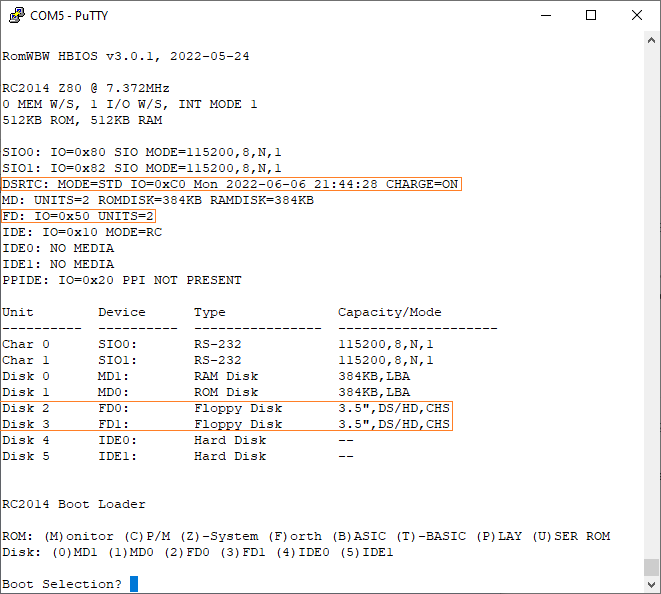 COM5 - PuTTY
RomWBW HBIOS v3.0.1, 2022-05-24
RC2014 Z80 @ 7.372MHz
0 MEM W/S, 1 I/O W/S, INT MODE 1
512KB ROM, 512KB RAM
SIO0: IO=0x80 SIO MODE=115200,8,N,1
SIO1: IO=0x82 SIO MODE=115200,8,N,1
DSRTC: MODE=STD IO=0xC0 Mon 2022-06-06 21:44:28 CHARGE=ON
MD: UNITS=2 ROMDISK=384KB RAMDISK=384KB
FD: IO=0x50 UNITS=2
IDE: IO=0x10 MODE=RC
IDE0: NO MEDIA
IDE1: NO MEDIA
PPIDE: IO=0x20 PPI NOT PRESENT
Unit        Device      Type              Capacity/Mode
----------  ----------  ----------------  --------------------
Char 0      SIO0:       RS-232            115200,8,N,1
Char 1      SIO1:       RS-232            115200,8,N,1
Disk 0      MD1:        RAM Disk          384KB,LBA
Disk 1      MD0:        ROM Disk          384KB,LBA
Disk 2      FD0:        Floppy Disk       3.5",DS/HD,CHS
Disk 3      FD1:        Floppy Disk       3.5",DS/HD,CHS
Disk 4      IDE0:       Hard Disk         --
Disk 5      IDE1:       Hard Disk         --
RC2014 Boot Loader
ROM: (M)onitor (C)P/M (Z)-System (F)orth (B)ASIC (T)-BASIC (P)LAY (U)SER ROM
Disk: (0)MD1 (1)MD0 (2)FD0 (3)FD1 (4)IDE0 (5)IDE1
Boot Selection?